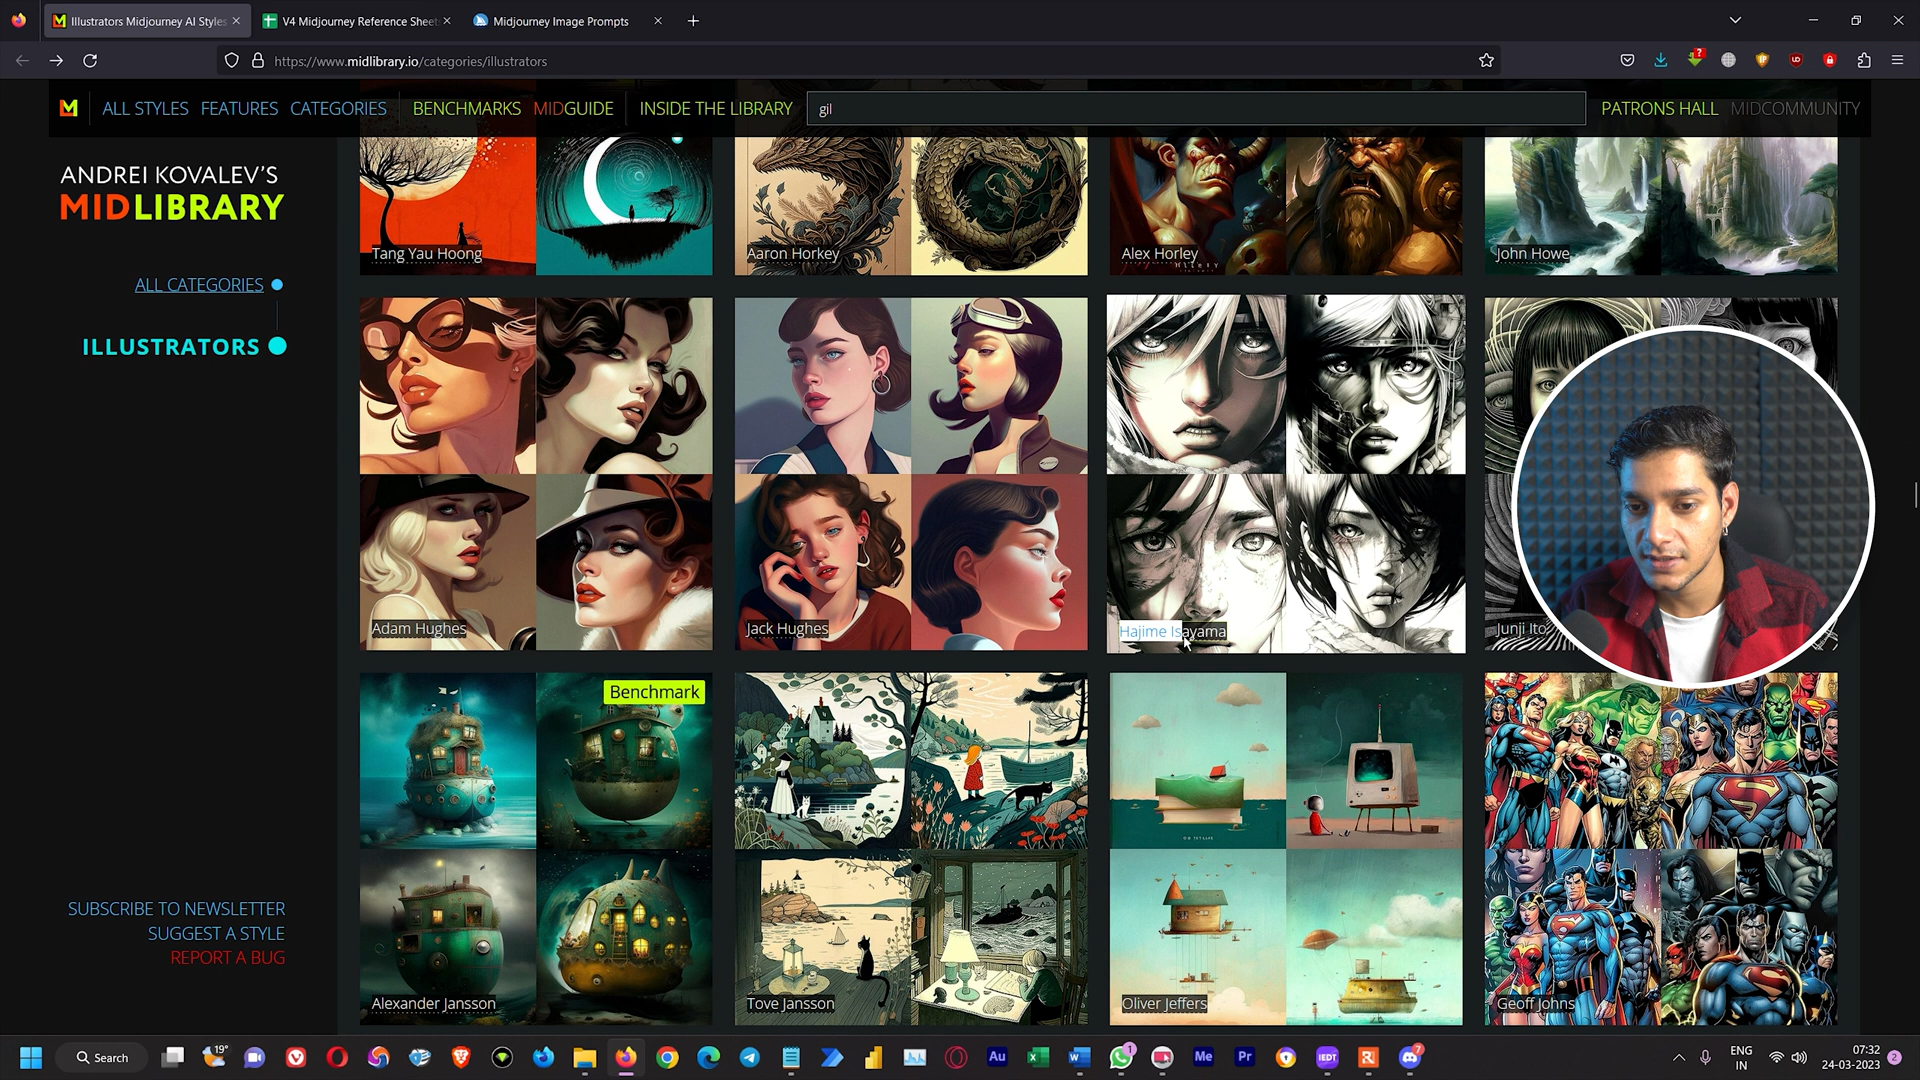 Illustrators Midjourney AI Styles
V4 Midjourney Reference Sheet
Midjourney Image Prompts
https://www.midlibrary.io/categories/illustrators
ALL STYLES
FEATURES
CATEGORIES
BENCHMARKS
MIDGUIDE
INSIDE THE LIBRARY
gil
PATRONS HALL
MIDCOMMUNITY
ANDREI KOVALEV'S
MIDLIBRARY
ALL CATEGORIES
ILLUSTRATORS
Tang Yau Hoong
Aaron Horkey
Alex Horley
John Howe
Adam Hughes
Jack Hughes
Hajime Isayama
Junji Ito
Benchmark
Alexander Jansson
Tove Jansson
Oliver Jeffers
Geoff Johns
SUBSCRIBE TO NEWSLETTER
SUGGEST A STYLE
REPORT A BUG
Search
19°
ENG
IN
07:32
24-03-2023